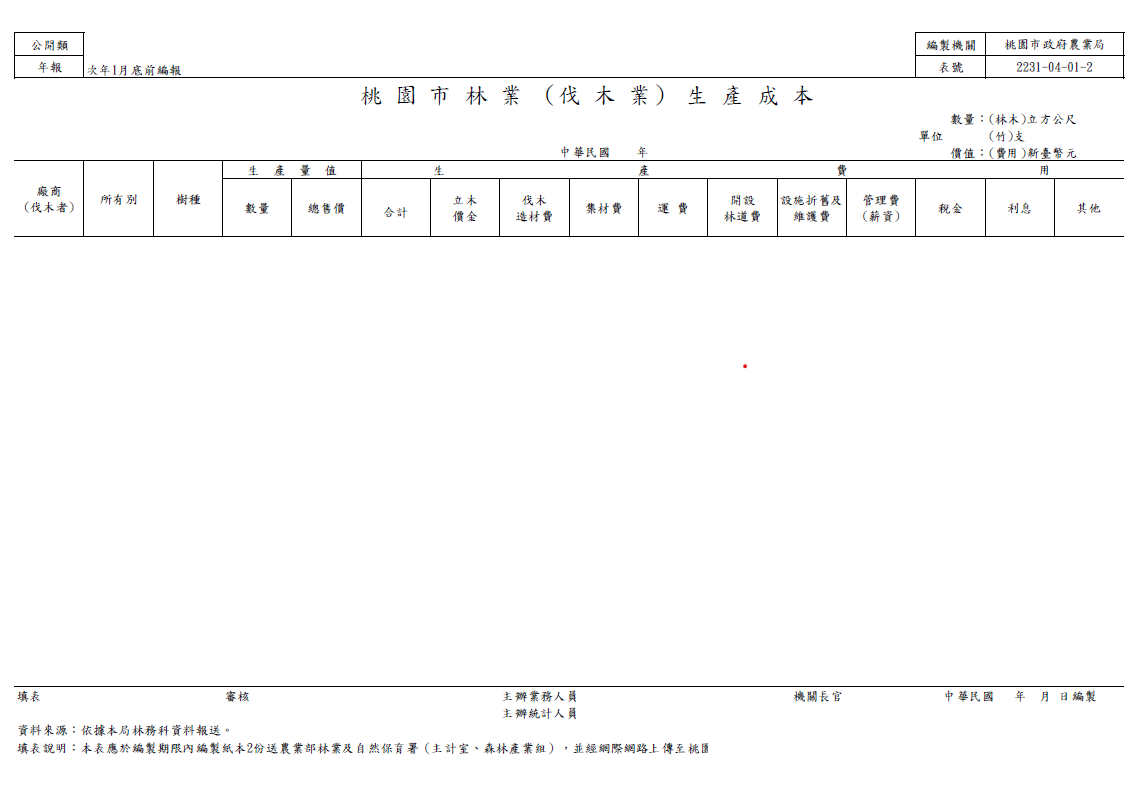 公開類
年報 次年1月底前編報
編製機關 桃園市政府農業局
表號 2231-04-01-2
桃園市林業（伐木業）生產成本
數量：(林木)立方公尺
單位 (竹)支
價值：(費用)新臺幣元
中華民國 年
廠商
（伐木者）
所有別
樹種
生產量值
數量
總售價
生產費用
合計
立木
價金
伐木
造材費
集材費
運費
開設
林道費
設施折舊及
維護費
管理費
（薪資）
稅金
利息
其他
填表 審核 主辦業務人員 機關長官 中華民國 年 月 日編製
主辦統計人員
資料來源：依據本局林務科資料報送。
填表說明：本表應於編製期限內編製紙本2份送農業部林業及自然保育署（主計室、森林產業組），並經網際網路上傳至桃